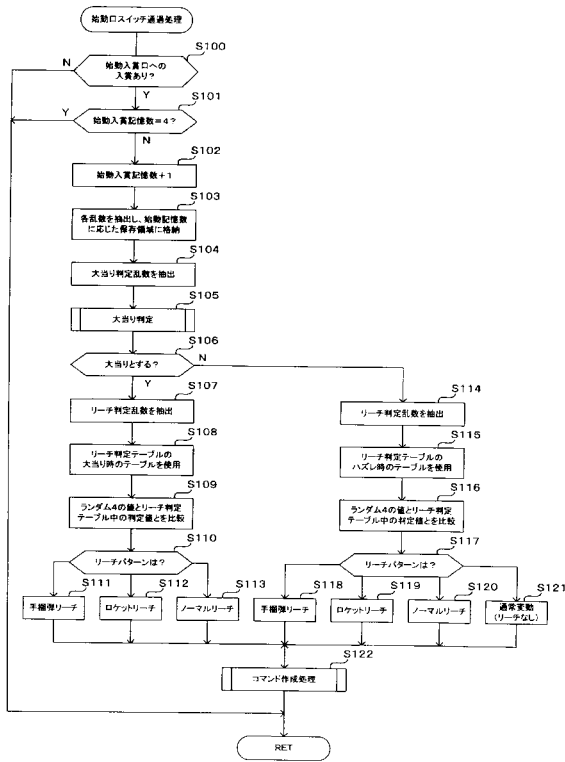 始動口スイッチ通過処理
S100
始動入賞口への
入賞あり?
N
Y
S101
始動入賞記憶数=4?
Y
N
S102
始動入賞記憶数+1
S103
各乱数を抽出し、始動記憶数
に応じた保存領域に格納
S104
大当り判定乱数を抽出
S105
大当り判定
S106
大当りとする?
N
Y
S107
リーチ判定乱数を抽出
S108
リーチ判定テーブルの
大当り時のテーブルを使用
S109
ランダム4の値とリーチ判定
テーブル中の判定値とを比較
S110
リーチパターンは?
S111
手榴弾リーチ
S112
ロケットリーチ
S113
ノーマルリーチ
S114
リーチ判定乱数を抽出
S115
リーチ判定テーブルの
ハズレ時のテーブルを使用
S116
ランダム4の値とリーチ判定
テーブル中の判定値とを比較
S117
リーチパターンは?
S118
手榴弾リーチ
S119
ロケットリーチ
S120
ノーマルリーチ
S121
通常変動
(リーチなし)
S122
コマンド作成処理
RET